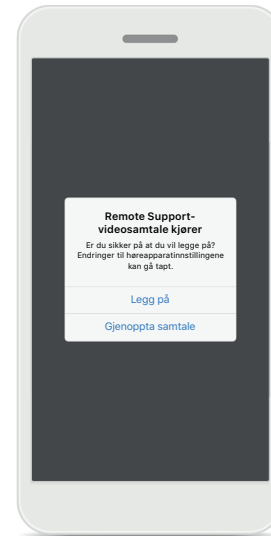 Remote Support-
videosamtale kjører
Er du sikker på at du vil legge på?
Endringer til høreapparatinnstillingene
kan gå tapt.
Legg på
Gjenoppta samtale